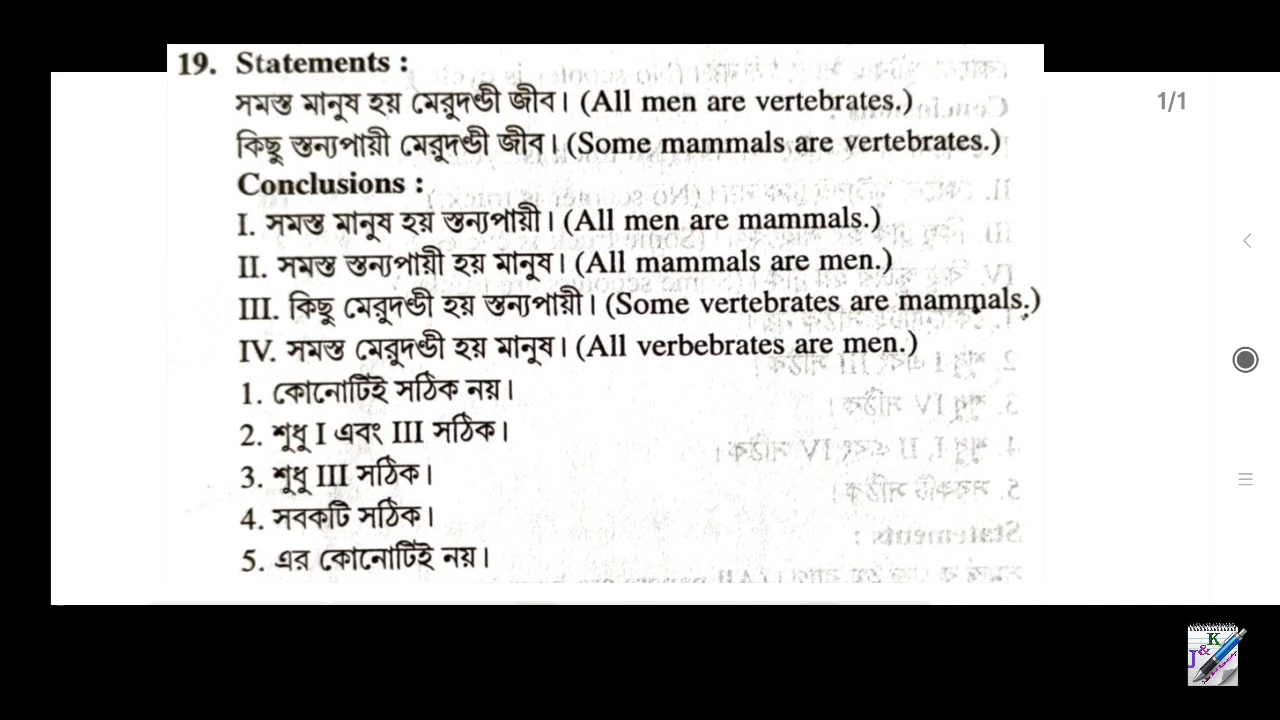 19. Statements :
সমস্ত মানুষ হয় মেরুদণ্ডী জীব। (All men are vertebrates.)
কিছু স্তন্যপায়ী মেরুদণ্ডী জীব। (Some mammals are vertebrates.)
Conclusions :
I. সমস্ত মানুষ হয় স্তন্যপায়ী। (All men are mammals.)
II. সমস্ত স্তন্যপায়ী হয় মানুষ। (All mammals are men.)
III. কিছু মেরুদণ্ডী হয় স্তন্যপায়ী। (Some vertebrates are mammals.)
IV. সমস্ত মেরুদণ্ডী হয় মানুষ। (All verbebrates are men.)
1. কোনোটিই সঠিক নয়।
2. শুধু I এবং III সঠিক।
3. শুধু III সঠিক।
4. সবকটি সঠিক।
5. এর কোনোটিই নয়।
1/1
J&K